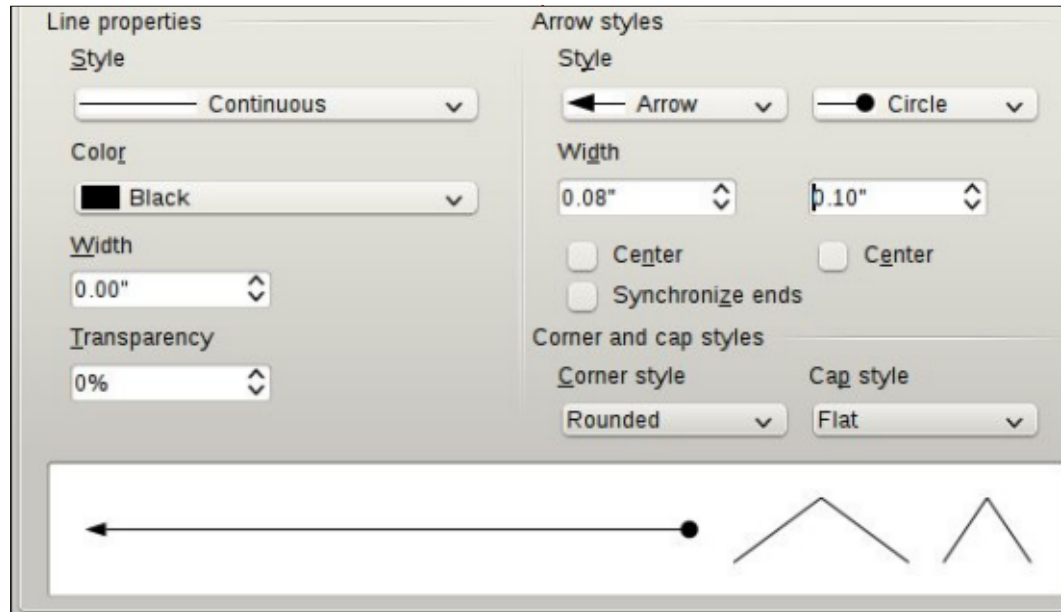 Line properties
Style
Continuous
Color
Black
Width
0.00"
Transparency
0%
Arrow styles
Style
Arrow
Circle
Width
0.08"
0.10"
Center
Center
Synchronize ends
Corner and cap styles
Corner style
Cap style
Rounded
Flat